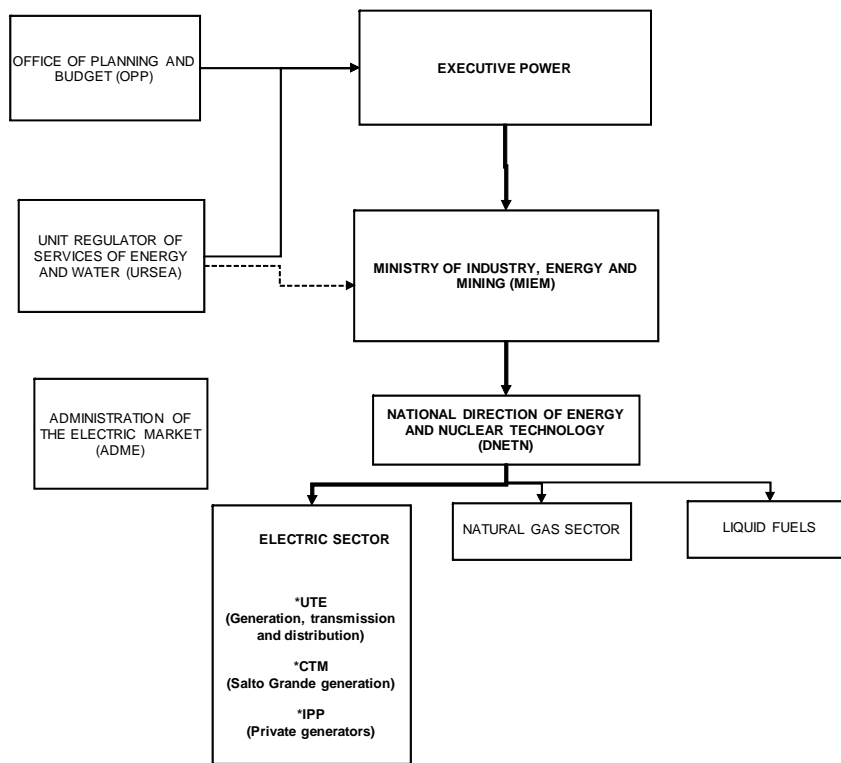 OFFICE OF PLANNING AND
BUDGET (OPP)
EXECUTIVE POWER
UNIT REGULATOR OF
SERVICES OF ENERGY
AND WATER (URSEA)
MINISTRY OF INDUSTRY, ENERGY AND
MINING (MIEM)
ADMINISTRATION OF
THE ELECTRIC MARKET
(ADME)
NATIONAL DIRECTION OF ENERGY
AND NUCLEAR TECHNOLOGY
(DNETN)
ELECTRIC SECTOR
*UTE
(Generation, transmission
and distribution)
*CTM
(Salto Grande generation)
*IPP
(Private generators)
NATURAL GAS SECTOR
LIQUID FUELS